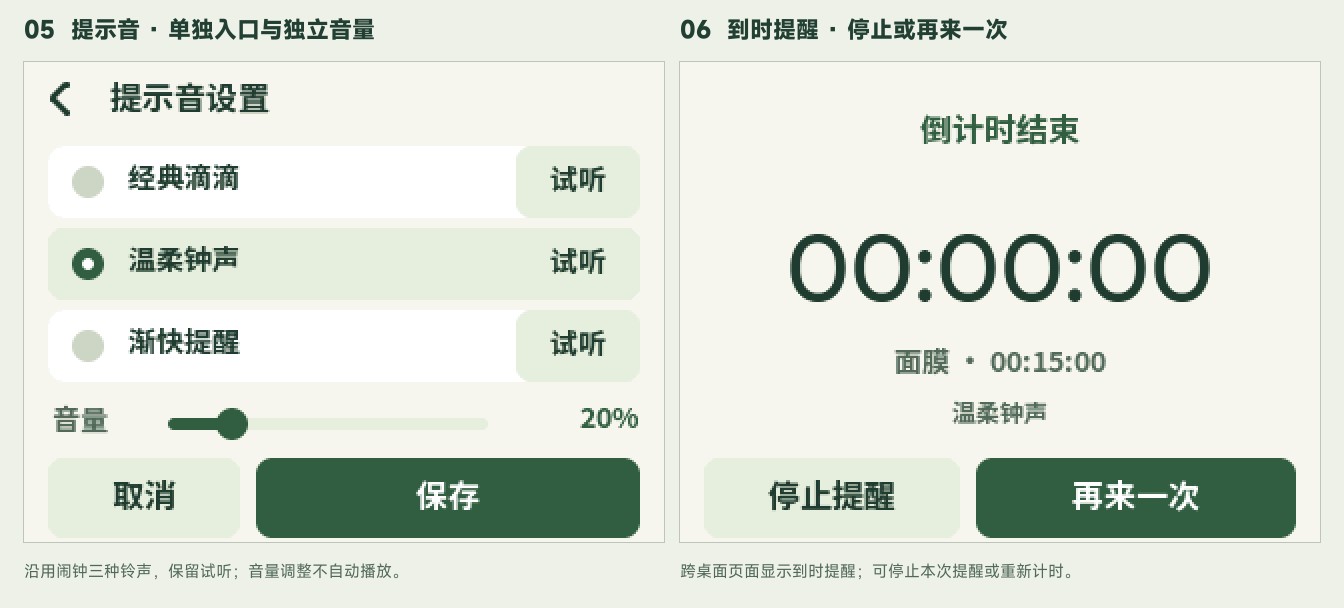 05 提示音 · 单独入口与独立音量
提示音设置
经典滴滴
试听
温柔钟声
试听
渐快提醒
试听
音量
20%
取消
保存
沿用闹钟三种铃声，保留试听；音量调整不自动播放。
06 到时提醒 · 停止或再来一次
倒计时结束
00:00:00
面膜 · 00:15:00
温柔钟声
停止提醒
再来一次
跨桌面页面显示到时提醒；可停止本次提醒或重新计时。